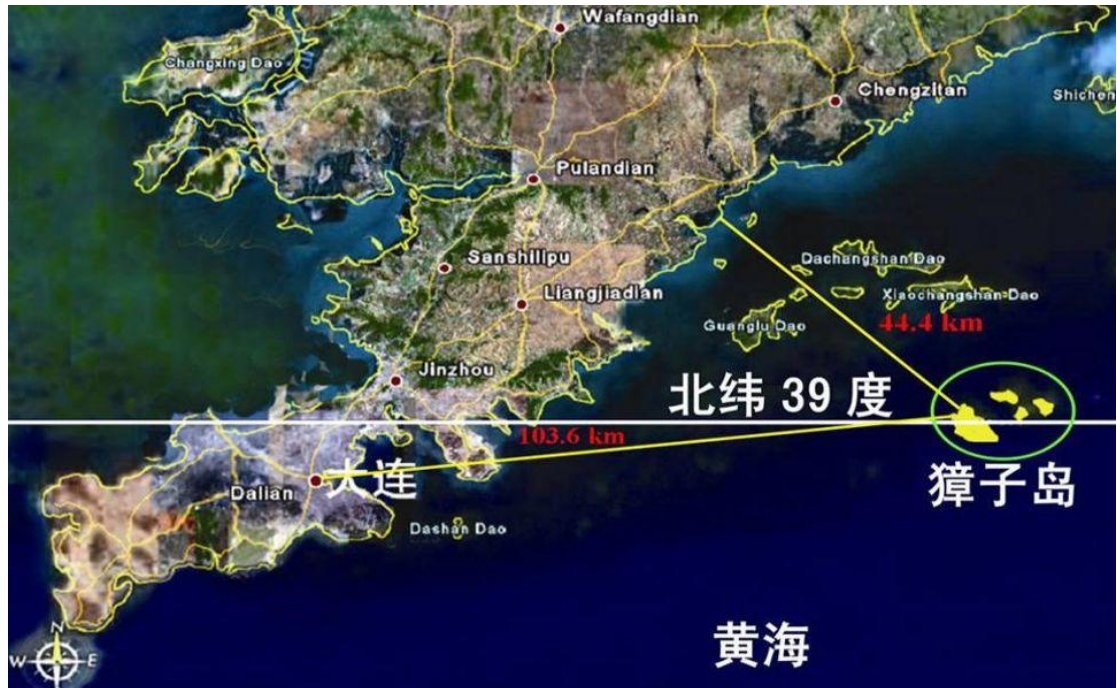 Wafangdian
Changxing Dao
Chengzitan
Shichen
Pulandian
Sanshilipu
Dachangshan Dao
Liangjiadian
Xiaochangshan Dao
Guanglu Dao
44.4 km
Jinzhou
北纬 39 度
103.6 km
大连
Dalian
獐子岛
Dashan Dao
黄海
N
W
E